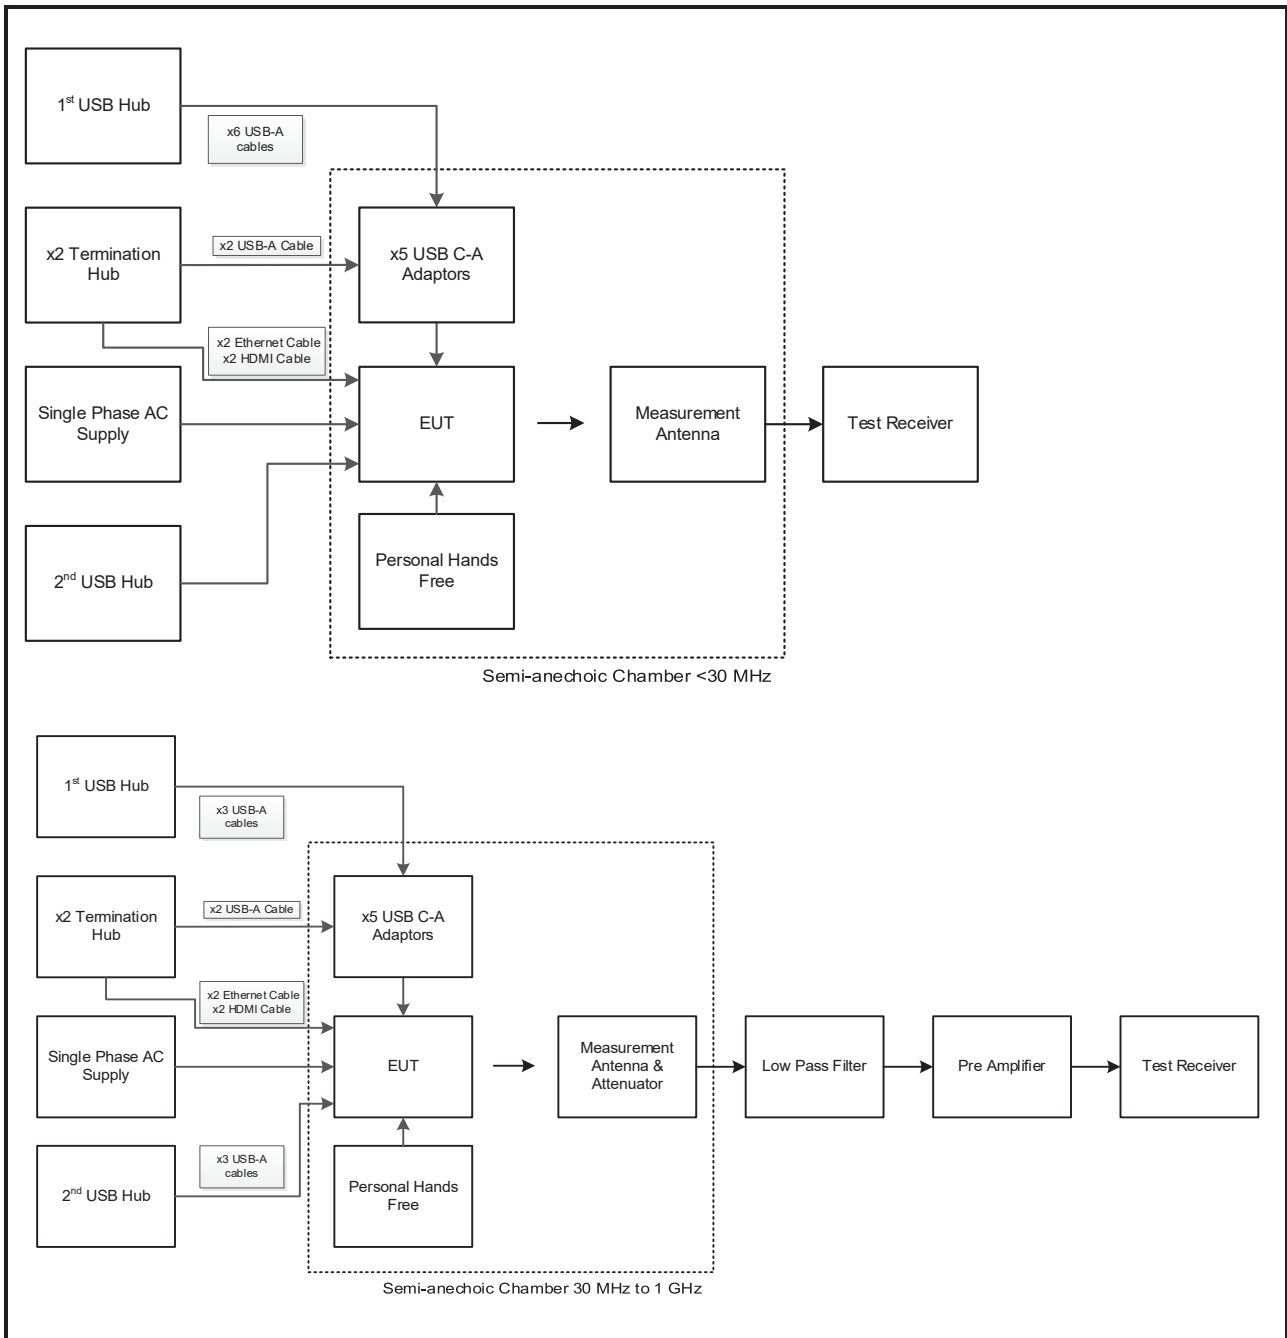 1st USB Hub
x6 USB-A
cables
x2 Termination
Hub
x2 USB-A Cable
x5 USB C-A
Adaptors
x2 Ethernet Cable
x2 HDMI Cable
Single Phase AC
Supply
EUT
Measurement
Antenna
Test Receiver
2nd USB Hub
Personal Hands
Free
Semi-anechoic Chamber <30 MHz
1st USB Hub
x3 USB-A
cables
x2 Termination
Hub
x2 USB-A Cable
x5 USB C-A
Adaptors
x2 Ethernet Cable
x2 HDMI Cable
Single Phase AC
Supply
EUT
Measurement
Antenna &
Attenuator
Low Pass Filter
Pre Amplifier
Test Receiver
x3 USB-A
cables
2nd USB Hub
Personal Hands
Free
Semi-anechoic Chamber 30 MHz to 1 GHz